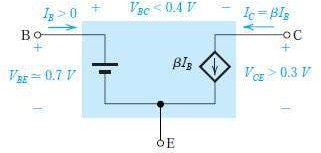 I_B > 0 + V_BC < 0.4 V − I_C = βI_B
B C
+ +
V_BE ≃ 0.7 V βI_B V_CE > 0.3 V
− −
E